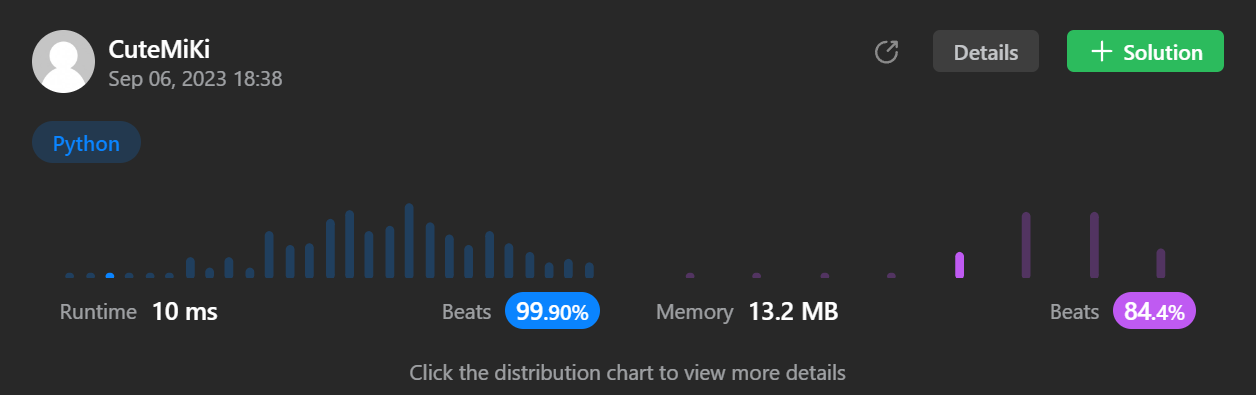 CuteMiKi
Sep 06, 2023 18:38
Details
+ Solution
Python
Runtime 10 ms
Beats 99.90%
Memory 13.2 MB
Beats 84.4%
Click the distribution chart to view more details